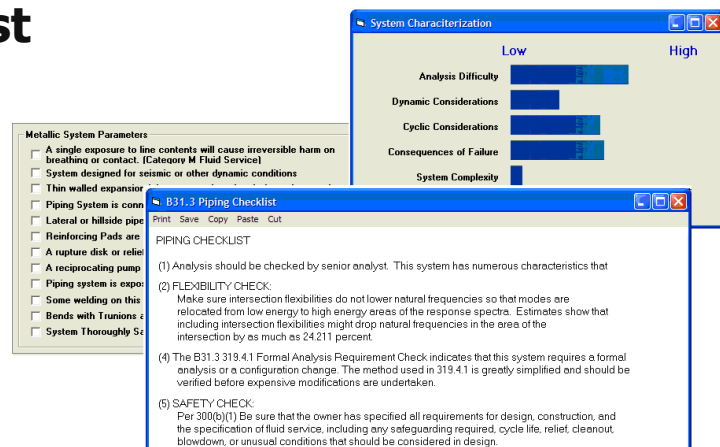 st
System Characiterization
Low High
Analysis Difficulty
Dynamic Considerations
Cyclic Considerations
Consequences of Failure
System Complexity
Metallic System Parameters
A single exposure to line contents will cause irreversible harm on
breathing or contact. (Category M Fluid Service)
System designed for seismic or other dynamic conditions
Thin walled expansion
Piping System is conn
Lateral or hillside pipe
Reinforcing Pads are
A rupture disk or relie
A reciprocating pump
Piping system is expos
Some welding on this
Bends with Trunions a
System Thoroughly Sa
B31.3 Piping Checklist
Print Save Copy Paste Cut
PIPING CHECKLIST
(1) Analysis should be checked by senior analyst. This system has numerous characteristics that
(2) FLEXIBILITY CHECK:
Make sure intersection flexibilities do not lower natural frequencies so that modes are
relocated from low energy to high energy areas of the response spectra. Estimates show that
including intersection flexibilities might drop natural frequencies in the area of the
intersection by as much as 24.211 percent.
(4) The B31.3 319.4.1 Formal Analysis Requirement Check indicates that this system requires a formal
analysis or a configuration change. The method used in 319.4.1 is greatly simplified and should be
verified before expensive modifications are undertaken.
(5) SAFETY CHECK:
Per 300(b)(1) Be sure that the owner has specified all requirements for design, construction, and
the specification of fluid service, including any safeguarding required, cycle life, relief, cleanout,
blowdown, or unusual conditions that should be considered in design.